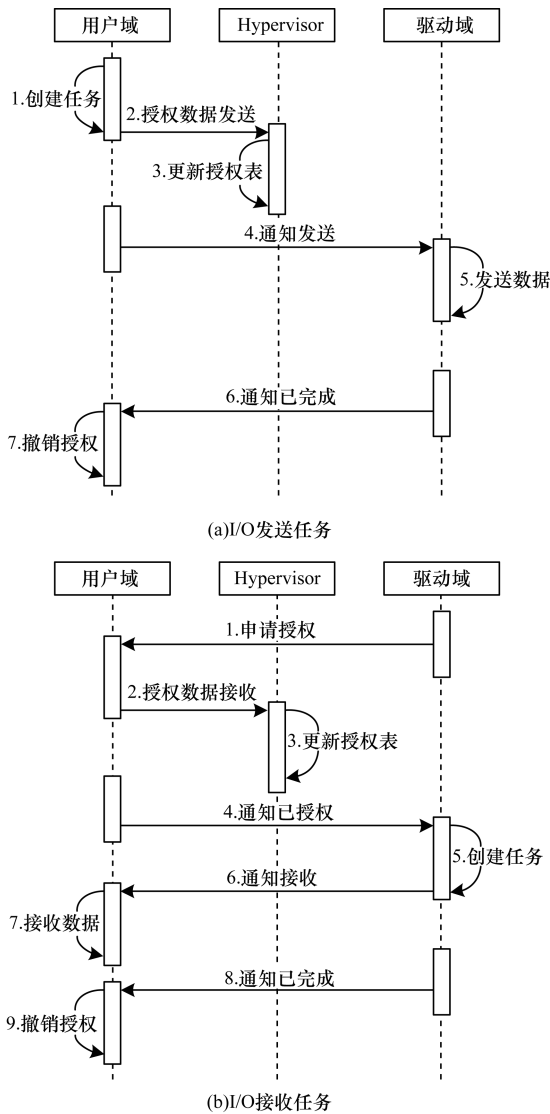 用户域
Hypervisor
驱动域
1.创建任务
2.授权数据发送
3.更新授权表
4.通知发送
5.发送数据
6.通知已完成
7.撤销授权
(a)I/O发送任务
用户域
Hypervisor
驱动域
1.申请授权
2.授权数据接收
3.更新授权表
4.通知已授权
5.创建任务
6.通知接收
7.接收数据
8.通知已完成
9.撤销授权
(b)I/O接收任务